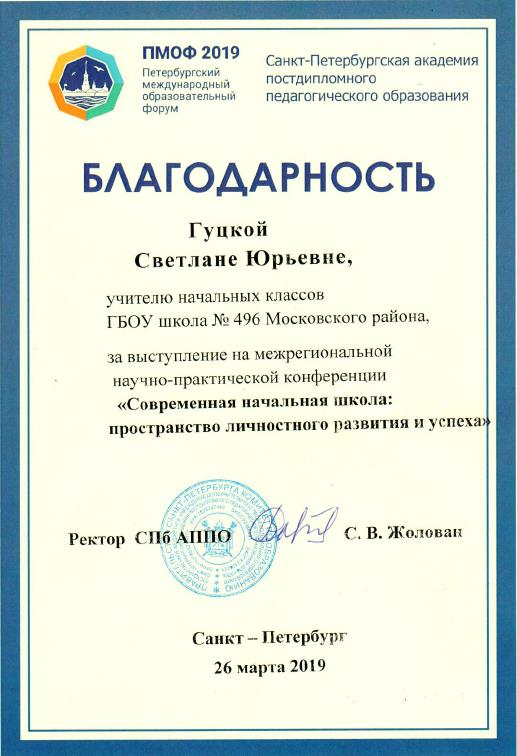 ПМОФ 2019
Петербургский
международный
образовательный
форум
Санкт-Петербургская академия
постдипломного
педагогического образования
БЛАГОДАРНОСТЬ
Гуцкой
Светлане Юрьевне,
учителю начальных классов
ГБОУ школа № 496 Московского района,
за выступление на межрегиональной
научно-практической конференции
«Современная начальная школа:
пространство личностного развития и успеха»
Ректор СПб АППО
С. В. Жолован
Санкт – Петербург
26 марта 2019